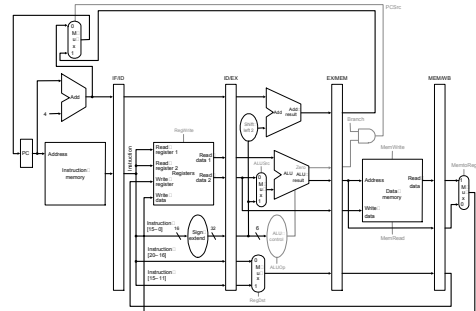 PCSrc
0
M
u
x
1
IF/ID
ID/EX
EX/MEM
MEM/WB
Add
4
Add
Add
result
Shift
left 2
Branch
RegWrite
PC
Address
Instruction
memory
Instruction
Read
register 1
Read
register 2
Registers
Write
register
Write
data
Read
data 1
Read
data 2
ALUSrc
0
M
u
x
1
Zero
ALU
ALU
result
MemWrite
Address
Read
data
Data
memory
Write
data
MemRead
MemtoReg
M
u
x
0
Instruction
[15–0]
16
Sign
extend
32
6
ALU
control
Instruction
[20–16]
ALUOp
Instruction
[15–11]
0
M
u
x
1
RegDst